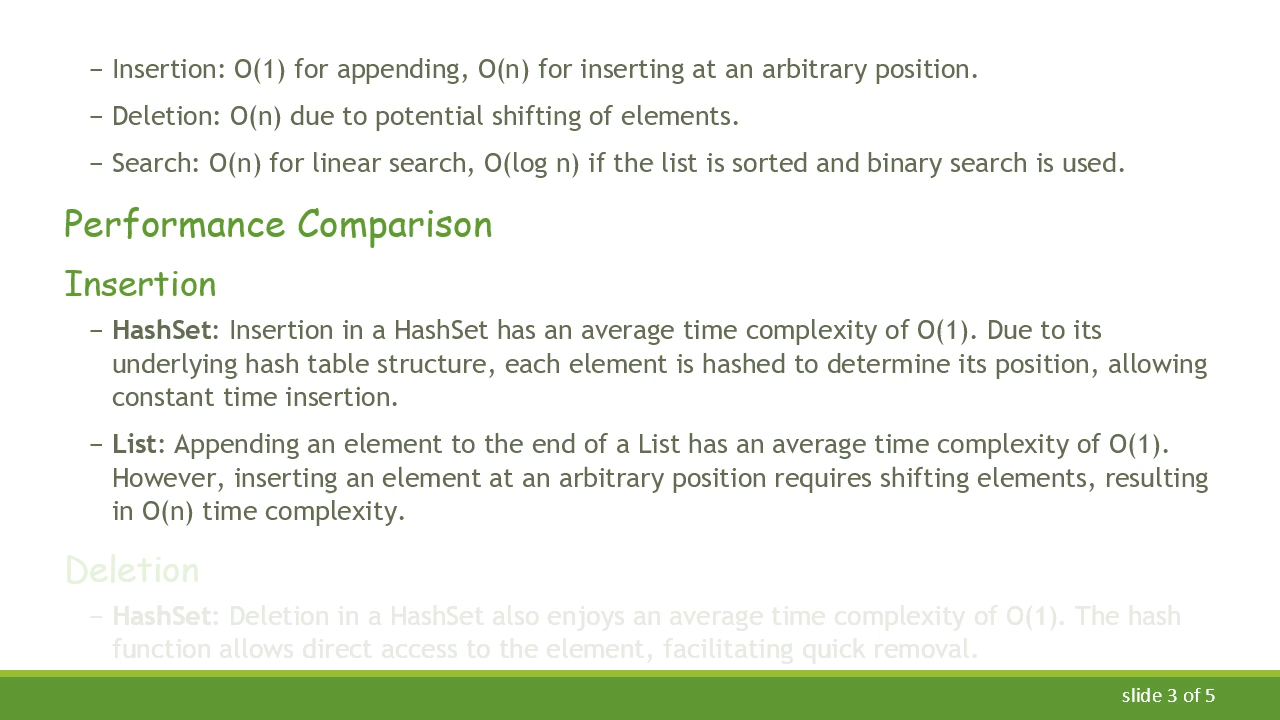 – Insertion: O(1) for appending, O(n) for inserting at an arbitrary position.
– Deletion: O(n) due to potential shifting of elements.
– Search: O(n) for linear search, O(log n) if the list is sorted and binary search is used.
Performance Comparison
Insertion
– HashSet: Insertion in a HashSet has an average time complexity of O(1). Due to its
underlying hash table structure, each element is hashed to determine its position, allowing
constant time insertion.
– List: Appending an element to the end of a List has an average time complexity of O(1).
However, inserting an element at an arbitrary position requires shifting elements, resulting
in O(n) time complexity.
Deletion
– HashSet: Deletion in a HashSet also enjoys an average time complexity of O(1). The hash
function allows direct access to the element, facilitating quick removal.
slide 3 of 5